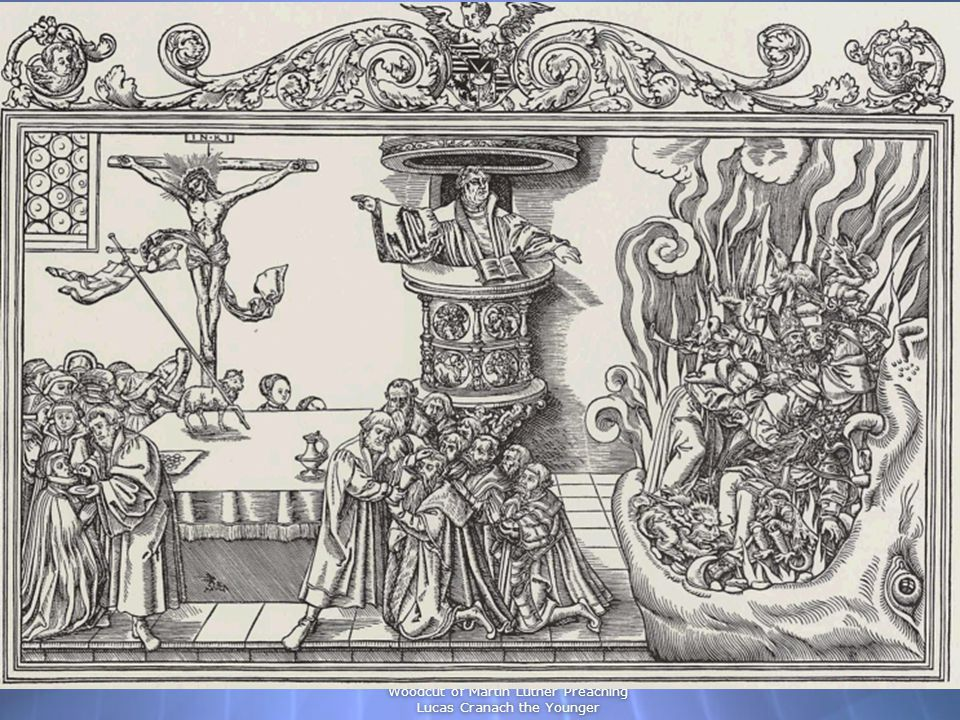 I N · R I
Woodcut of Martin Luther Preaching
Lucas Cranach the Younger